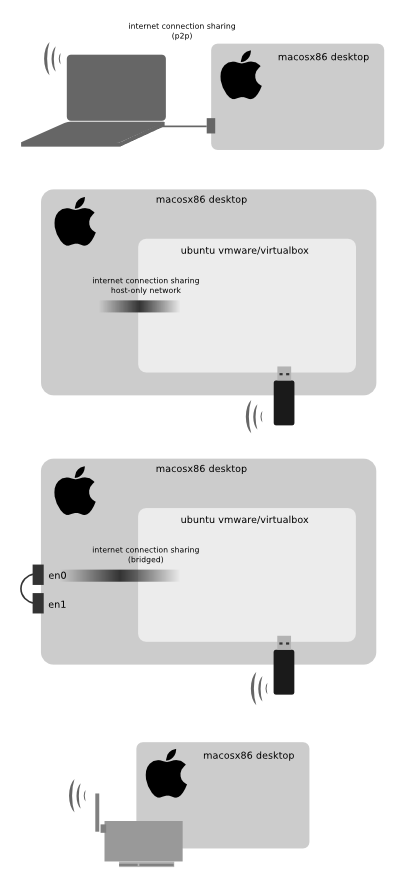 internet connection sharing
(p2p)
macosx86 desktop
macosx86 desktop
ubuntu vmware/virtualbox
internet connection sharing
host-only network
macosx86 desktop
ubuntu vmware/virtualbox
internet connection sharing
(bridged)
en0
en1
macosx86 desktop